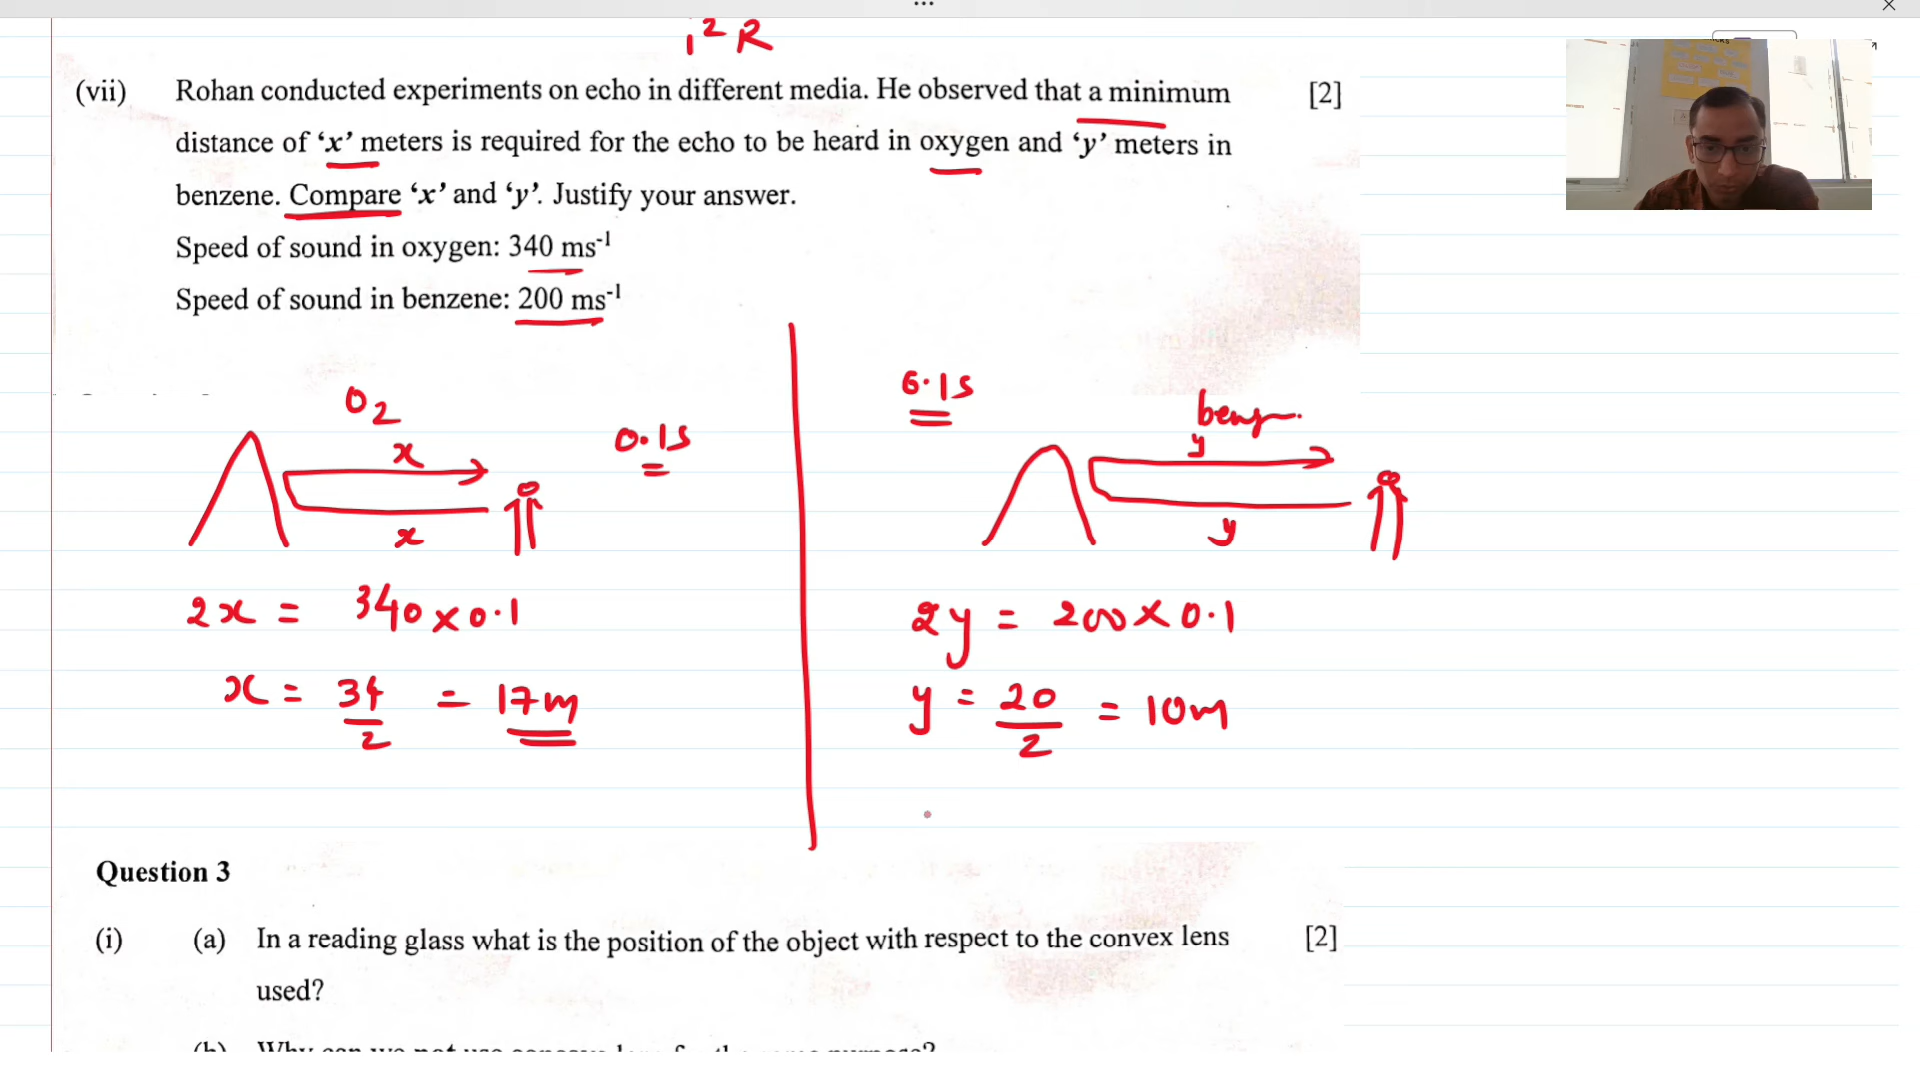 i² R
(vii) Rohan conducted experiments on echo in different media. He observed that a minimum [2]
distance of ‘x’ meters is required for the echo to be heard in oxygen and ‘y’ meters in
benzene. Compare ‘x’ and ‘y’. Justify your answer.
Speed of sound in oxygen: 340 ms⁻¹
Speed of sound in benzene: 200 ms⁻¹
O₂
x
0.1s
x
2x = 340 × 0.1
x = 34/2 = 17m
0.1s
y
y
2y = 200 × 0.1
y = 20/2 = 10m
Question 3
(i) (a) In a reading glass what is the position of the object with respect to the convex lens [2]
used?